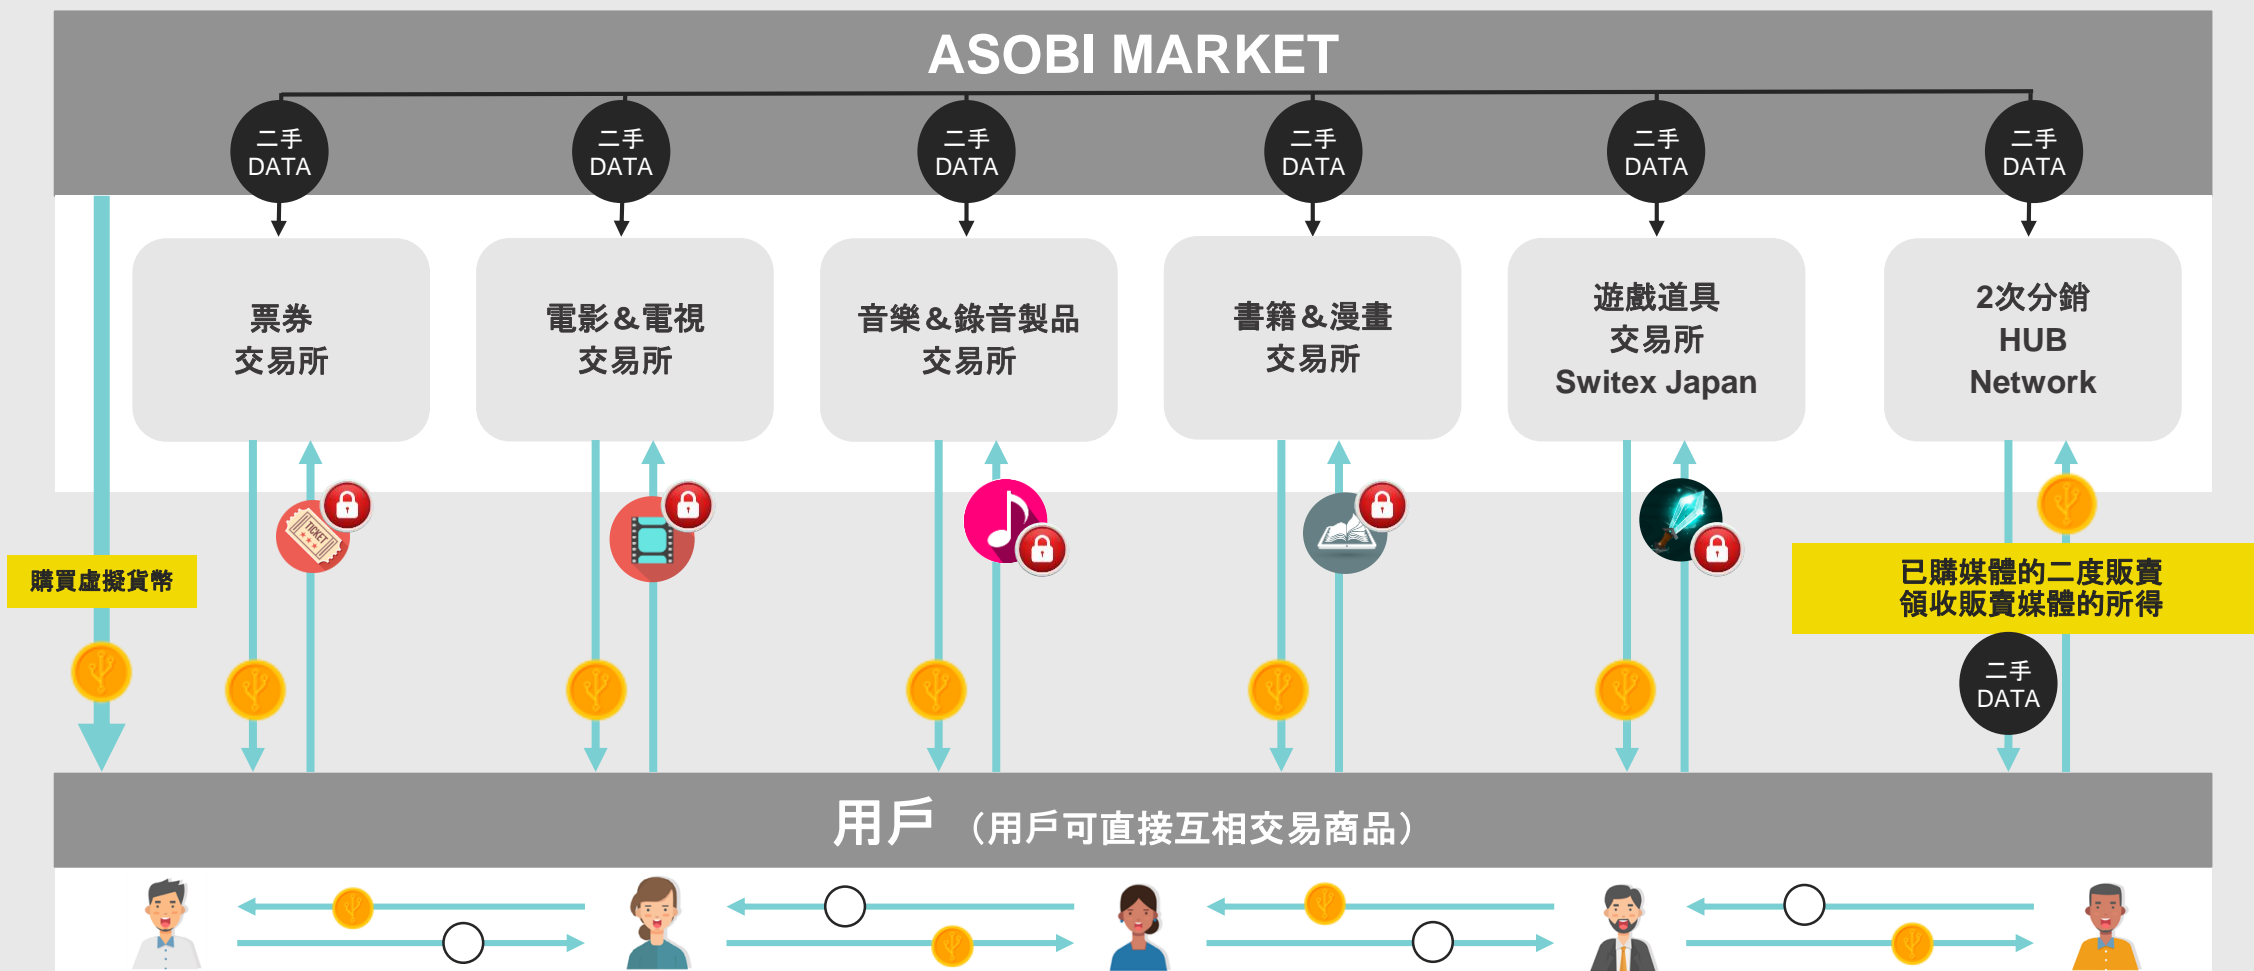 ASOBI MARKET
二手
DATA
二手
DATA
二手
DATA
二手
DATA
二手
DATA
二手
DATA
票券
交易所
電影＆電視
交易所
音樂＆錄音製品
交易所
書籍＆漫畫
交易所
遊戲道具
交易所
Switex Japan
2次分銷
HUB
Network
TICKET
購買虛擬貨幣
已購媒體的二度販賣
領收販賣媒體的所得
二手
DATA
用戶 （用戶可直接互相交易商品）